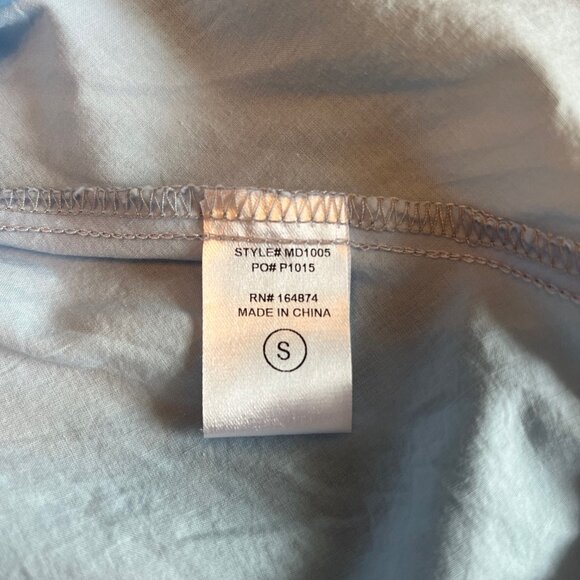 STYLE# MD1005
PO# P1015
RN# 164874
MADE IN CHINA
S